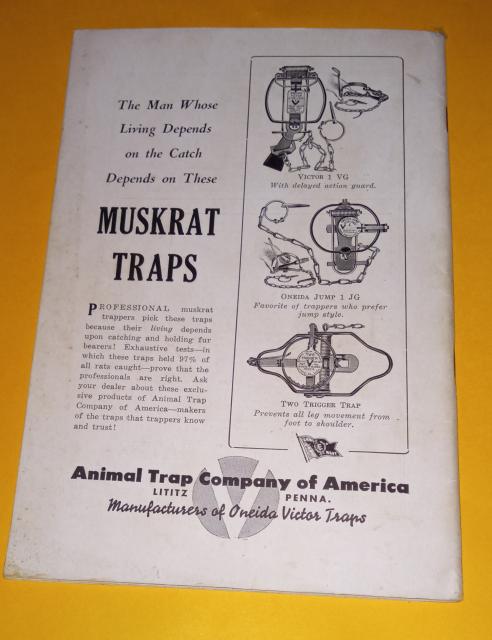 The Man Whose
Living Depends
on the Catch
Depends on These
MUSKRAT
TRAPS
PROFESSIONAL muskrat
trappers pick these traps
because their living depends
upon catching and holding fur
bearers! Exhaustive tests—in
which these traps held 97% of
all rats caught—prove that the
professionals are right. Ask
your dealer about these exclu-
sive products of Animal Trap
Company of America—makers
of the traps that trappers know
and trust!
VICTOR 1 VG
With delayed action guard.
ONEIDA JUMP 1 JG
Favorite of trappers who prefer
jump style.
TWO TRIGGER TRAP
Prevents all leg movement from
foot to shoulder.
Animal Trap Company of America
LITITZ PENNA.
Manufacturers of Oneida Victor Traps